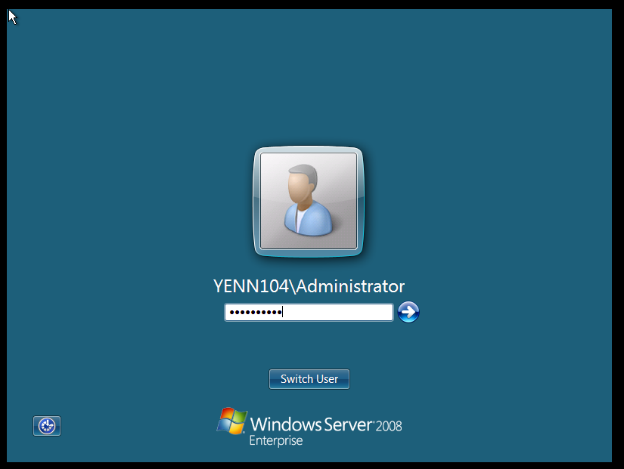 YENN104\Administrator
••••••••••
Switch User
Windows Server 2008
Enterprise